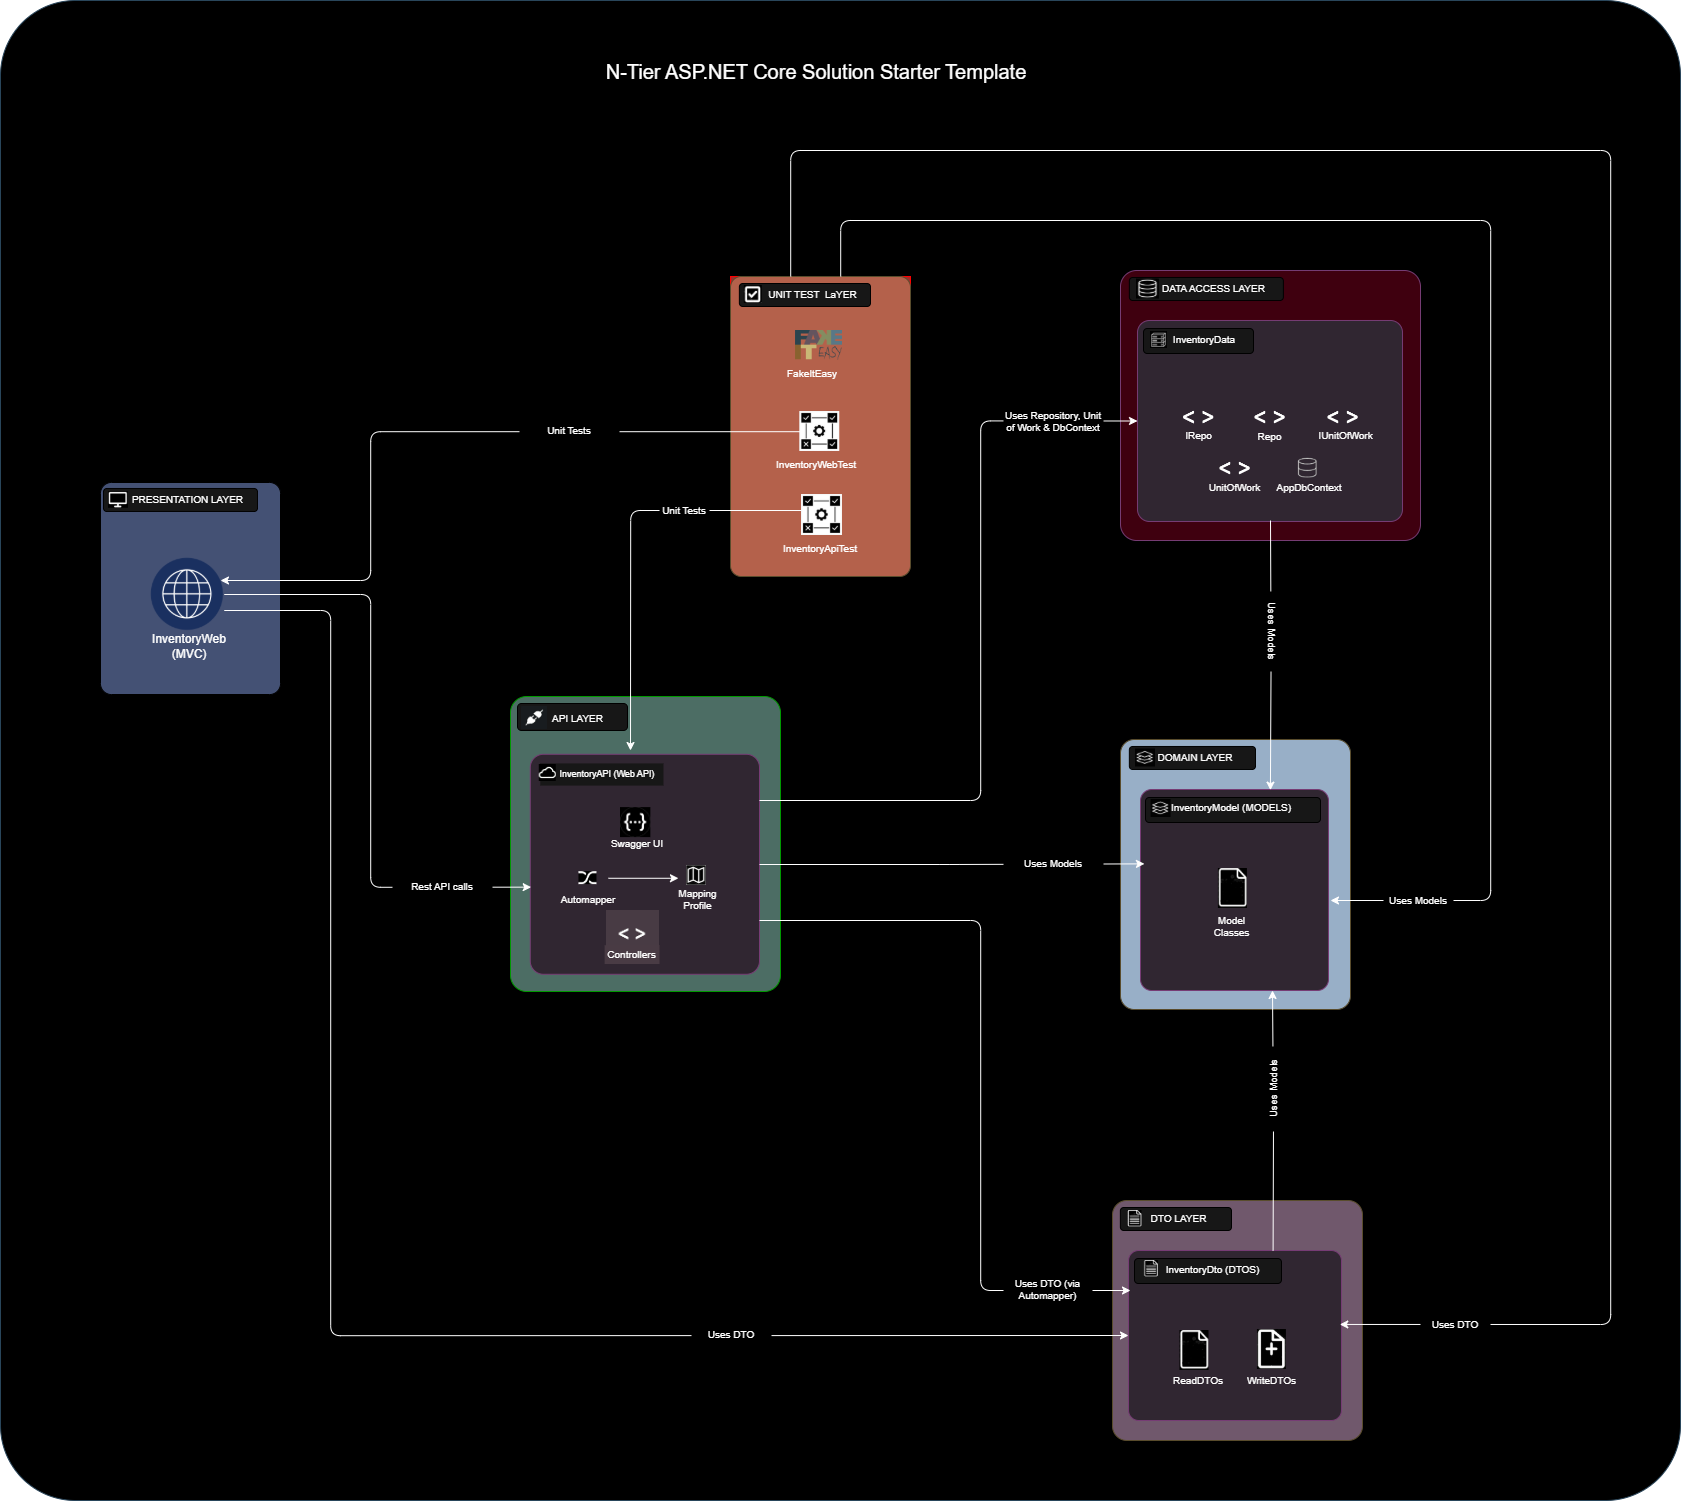 N-Tier ASP.NET Core Solution Starter Template
UNIT TEST  LaYER
FAKE
IT EASY
FakeItEasy
InventoryWebTest
InventoryApiTest
Unit Tests
Unit Tests
DATA ACCESS LAYER
InventoryData
Uses Repository, Unit
of Work & DbContext
< >
IRepo
< >
Repo
< >
IUnitOfWork
< >
UnitOfWork
AppDbContext
PRESENTATION LAYER
InventoryWeb
(MVC)
Uses Models
API LAYER
InventoryAPI (Web API)
{...}
Swagger UI
Automapper
Mapping
Profile
< >
Controllers
Rest API calls
Uses Models
DOMAIN LAYER
InventoryModel (MODELS)
Model
Classes
Uses Models
Uses Models
DTO LAYER
InventoryDto (DTOS)
Uses DTO (via
Automapper)
Uses DTO
Uses DTO
ReadDTOs
WriteDTOs